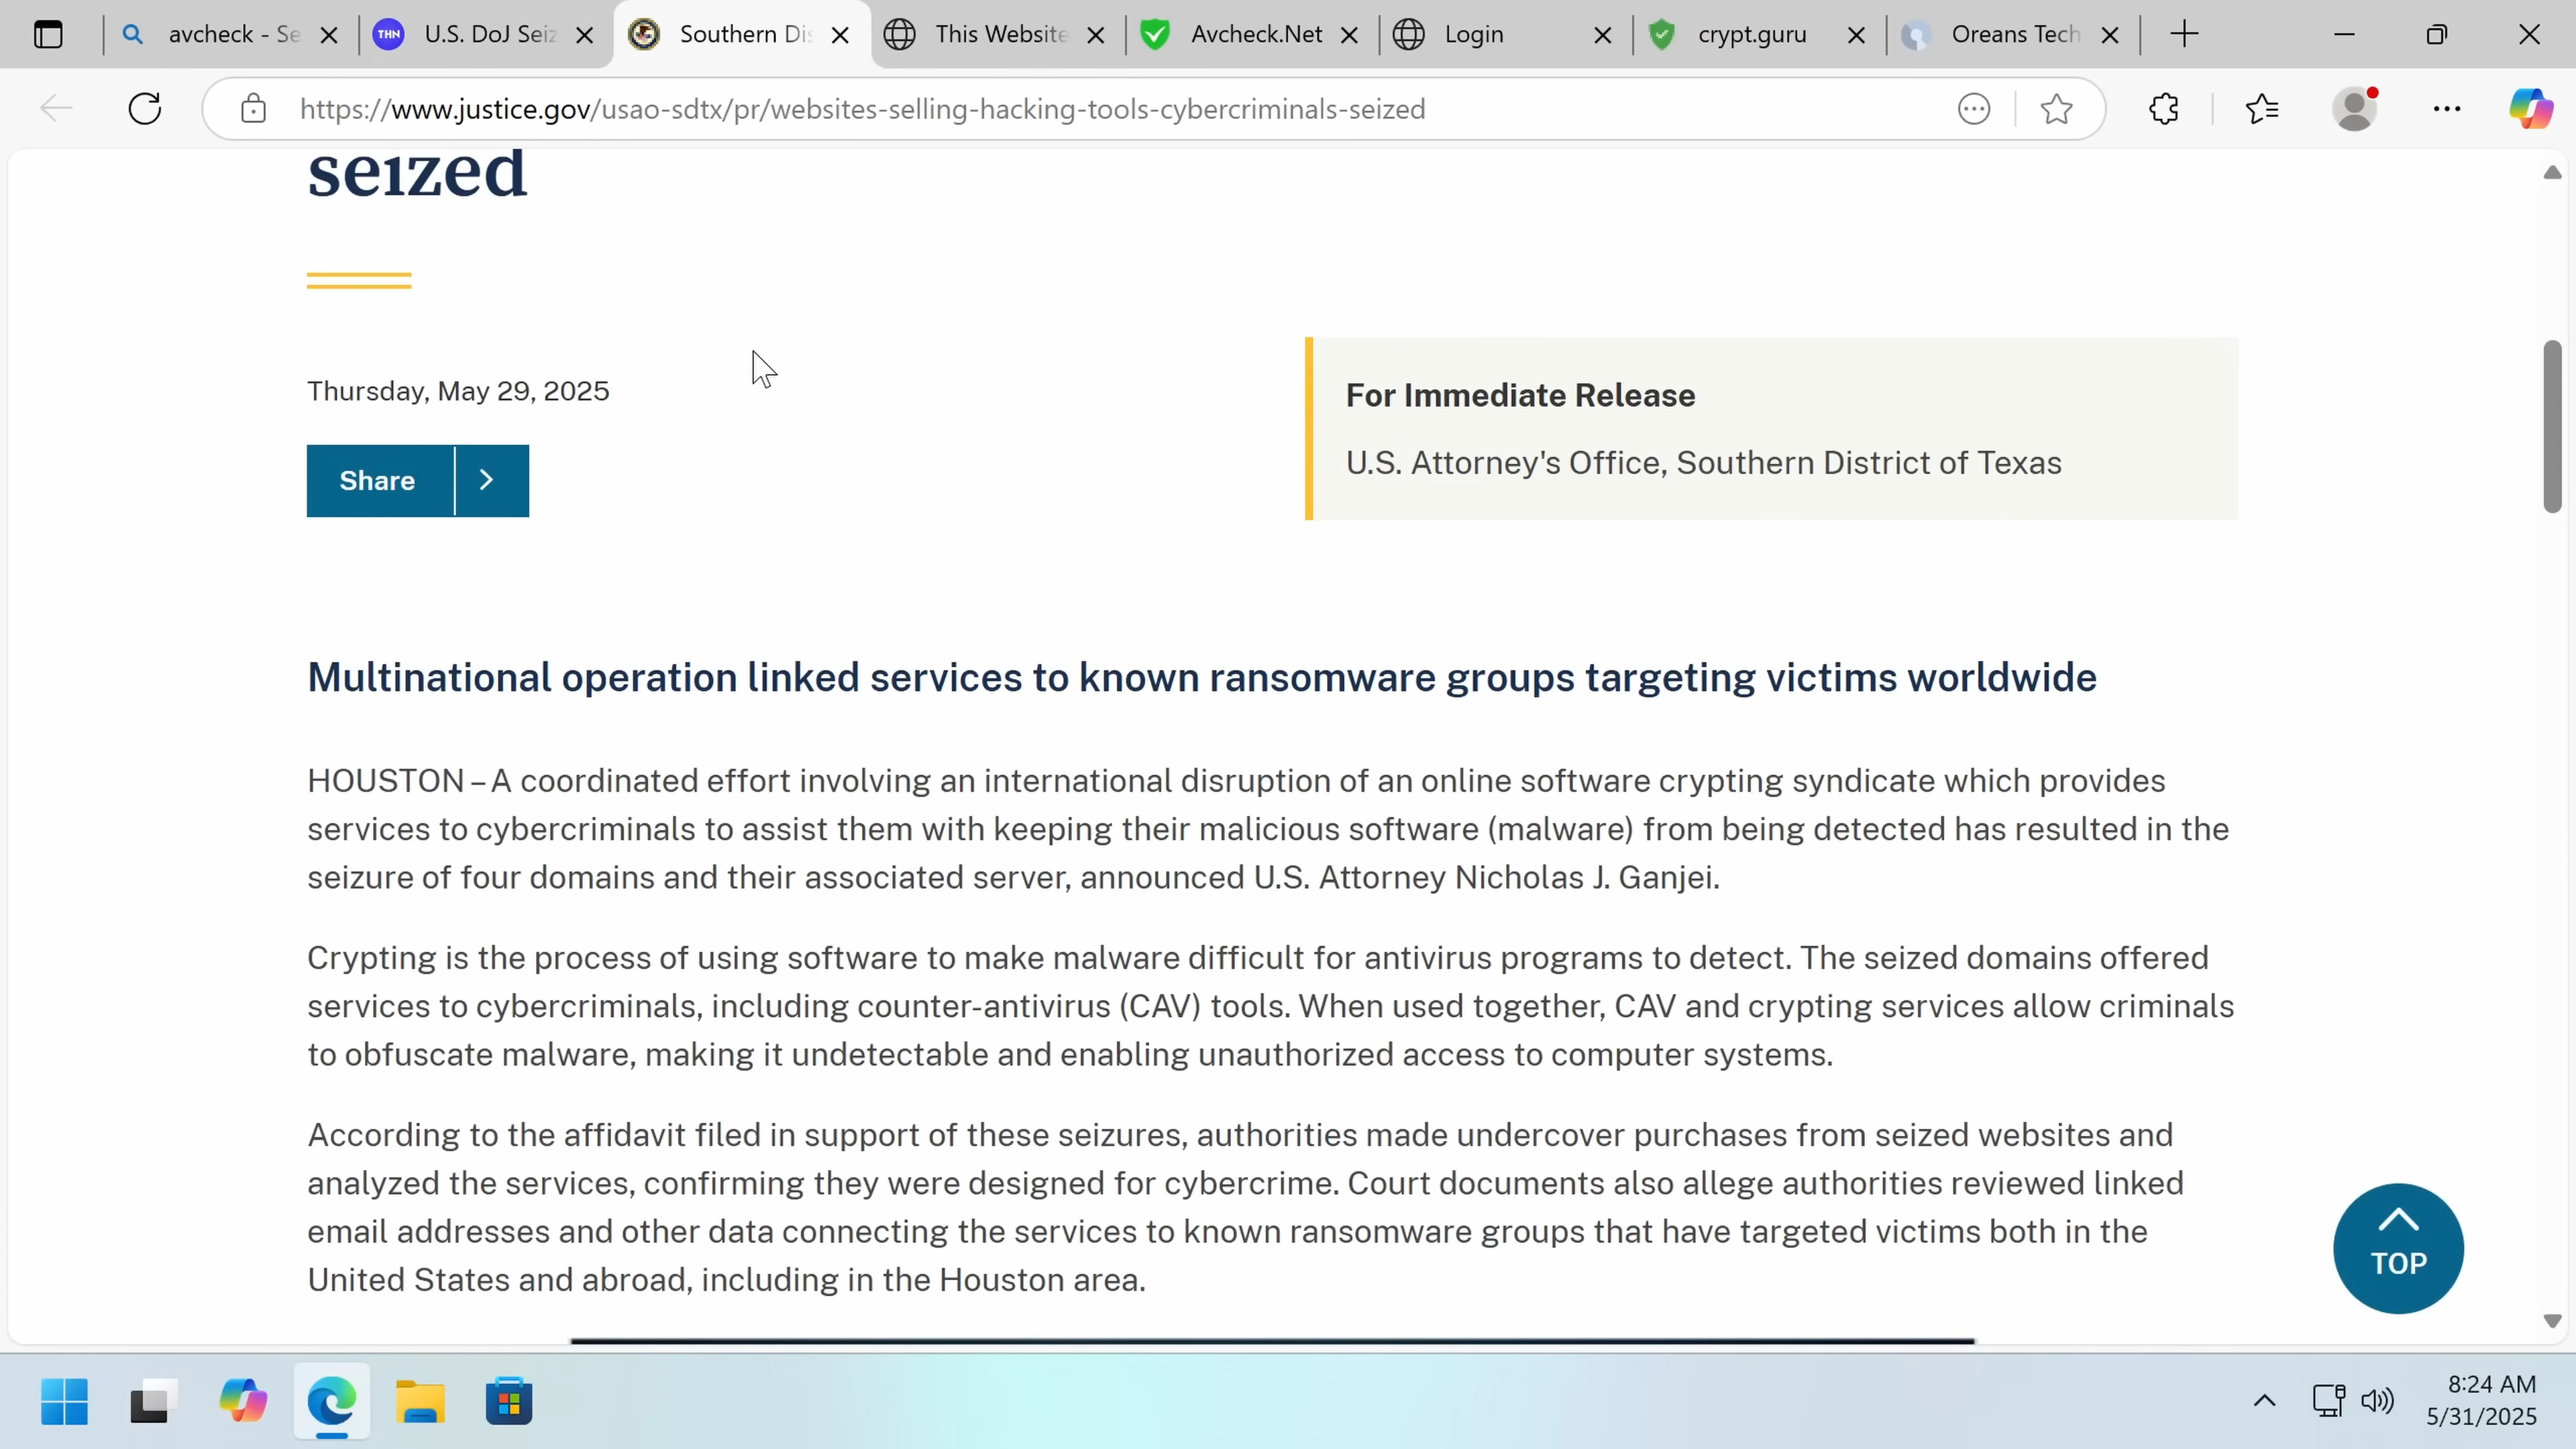 avcheck - Se
THN
U.S. DoJ Seiz
Southern Dis
This Website
Avcheck.Net
Login
crypt.guru
Oreans Tech
https://www.justice.gov/usao-sdtx/pr/websites-selling-hacking-tools-cybercriminals-seized
seized
Thursday, May 29, 2025
Share
For Immediate Release
U.S. Attorney's Office, Southern District of Texas
Multinational operation linked services to known ransomware groups targeting victims worldwide
HOUSTON – A coordinated effort involving an international disruption of an online software crypting syndicate which provides
services to cybercriminals to assist them with keeping their malicious software (malware) from being detected has resulted in the
seizure of four domains and their associated server, announced U.S. Attorney Nicholas J. Ganjei.
Crypting is the process of using software to make malware difficult for antivirus programs to detect. The seized domains offered
services to cybercriminals, including counter-antivirus (CAV) tools. When used together, CAV and crypting services allow criminals
to obfuscate malware, making it undetectable and enabling unauthorized access to computer systems.
According to the affidavit filed in support of these seizures, authorities made undercover purchases from seized websites and
analyzed the services, confirming they were designed for cybercrime. Court documents also allege authorities reviewed linked
email addresses and other data connecting the services to known ransomware groups that have targeted victims both in the
United States and abroad, including in the Houston area.
TOP
8:24 AM
5/31/2025